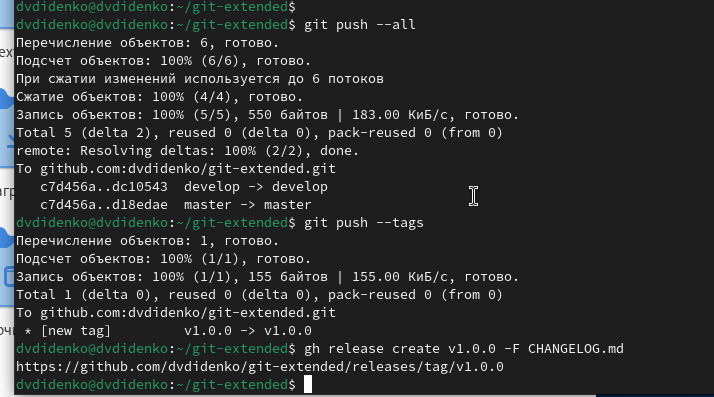 dvdidenko@dvdidenko:~/git-extended$
dvdidenko@dvdidenko:~/git-extended$ git push --all
Перечисление объектов: 6, готово.
Подсчет объектов: 100% (6/6), готово.
При сжатии изменений используется до 6 потоков
Сжатие объектов: 100% (4/4), готово.
Запись объектов: 100% (5/5), 550 байтов | 183.00 КиБ/с, готово.
Total 5 (delta 2), reused 0 (delta 0), pack-reused 0 (from 0)
remote: Resolving deltas: 100% (2/2), done.
To github.com:dvdidenko/git-extended.git
   c7d456a..dc10543  develop -> develop
   c7d456a..d18edae  master -> master
dvdidenko@dvdidenko:~/git-extended$ git push --tags
Перечисление объектов: 1, готово.
Подсчет объектов: 100% (1/1), готово.
Запись объектов: 100% (1/1), 155 байтов | 155.00 КиБ/с, готово.
Total 1 (delta 0), reused 0 (delta 0), pack-reused 0 (from 0)
To github.com:dvdidenko/git-extended.git
 * [new tag]         v1.0.0 -> v1.0.0
dvdidenko@dvdidenko:~/git-extended$ gh release create v1.0.0 -F CHANGELOG.md
https://github.com/dvdidenko/git-extended/releases/tag/v1.0.0
dvdidenko@dvdidenko:~/git-extended$